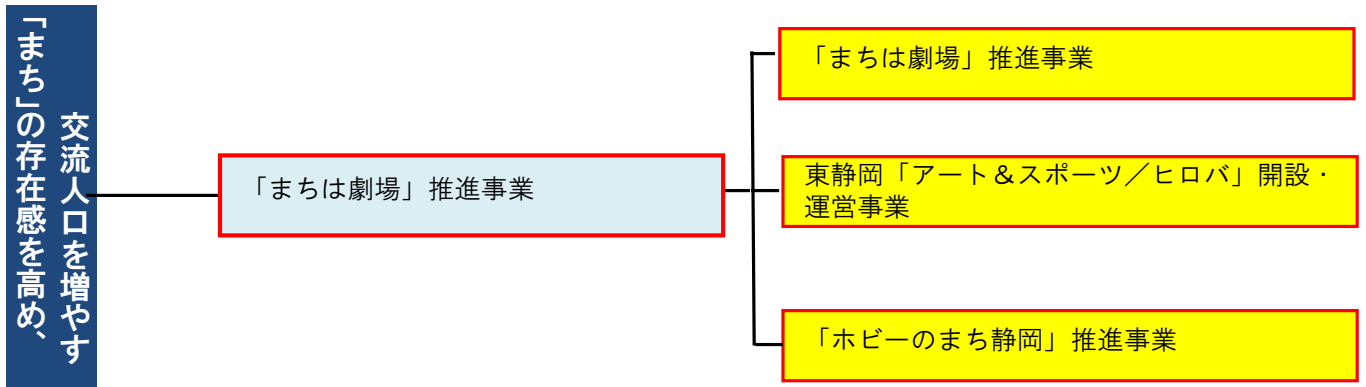 「まち」の存在感を高め、
交流人口を増やす
「まちは劇場」推進事業
「まちは劇場」推進事業
東静岡「アート＆スポーツ／ヒロバ」開設・
運営事業
「ホビーのまち静岡」推進事業